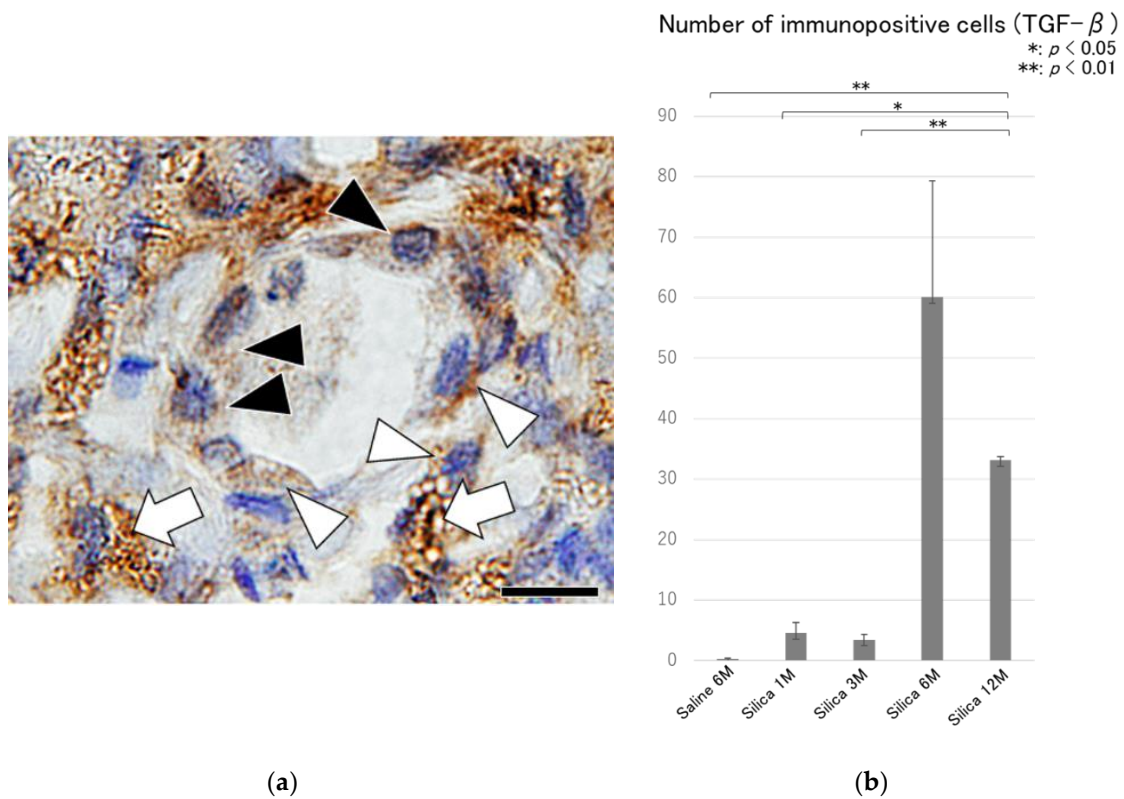 Number of immunopositive cells (TGF-β)
*: p < 0.05
**: p < 0.01
**
*
**
90
80
70
60
50
40
30
20
10
0
Saline 6M
Silica 1M
Silica 3M
Silica 6M
Silica 12M
(a)
(b)